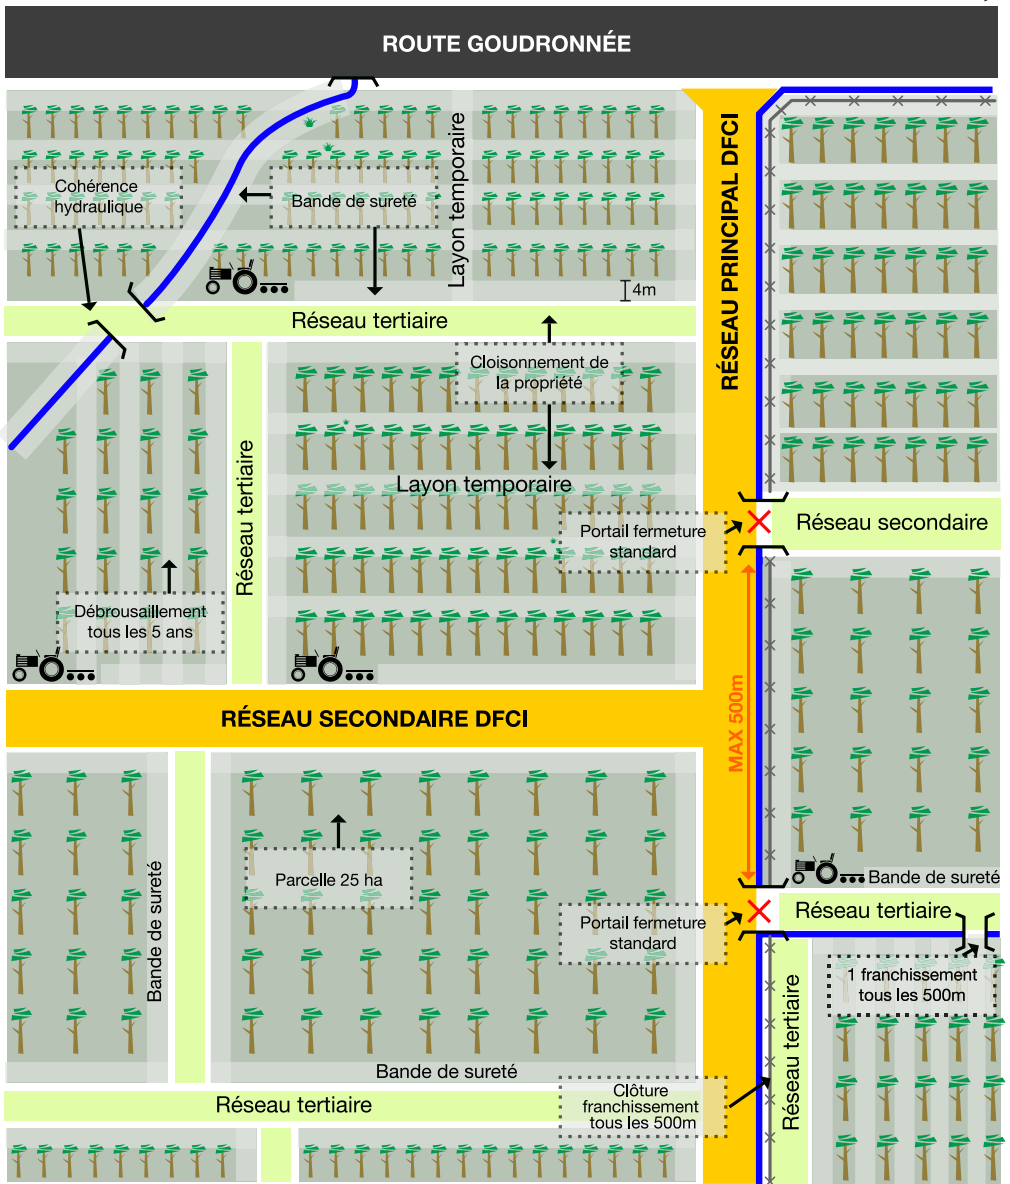 ROUTE GOUDRONNÉE
Cohérence
hydraulique
Bande de sureté
Layon temporaire
RÉSEAU PRINCIPAL DFCI
4m
Réseau tertiaire
Cloisonnement de
la propriété
Réseau tertiaire
Layon temporaire
Portail fermeture
standard
Réseau secondaire
Débrousaillement
tous les 5 ans
MAX 500m
RÉSEAU SECONDAIRE DFCI
Bande de sureté
Parcelle 25 ha
Bande de sureté
Portail fermeture
standard
Réseau tertiaire
1 franchissement
tous les 500m
Réseau tertiaire
Bande de sureté
Réseau tertiaire
Clôture
franchissement
tous les 500m